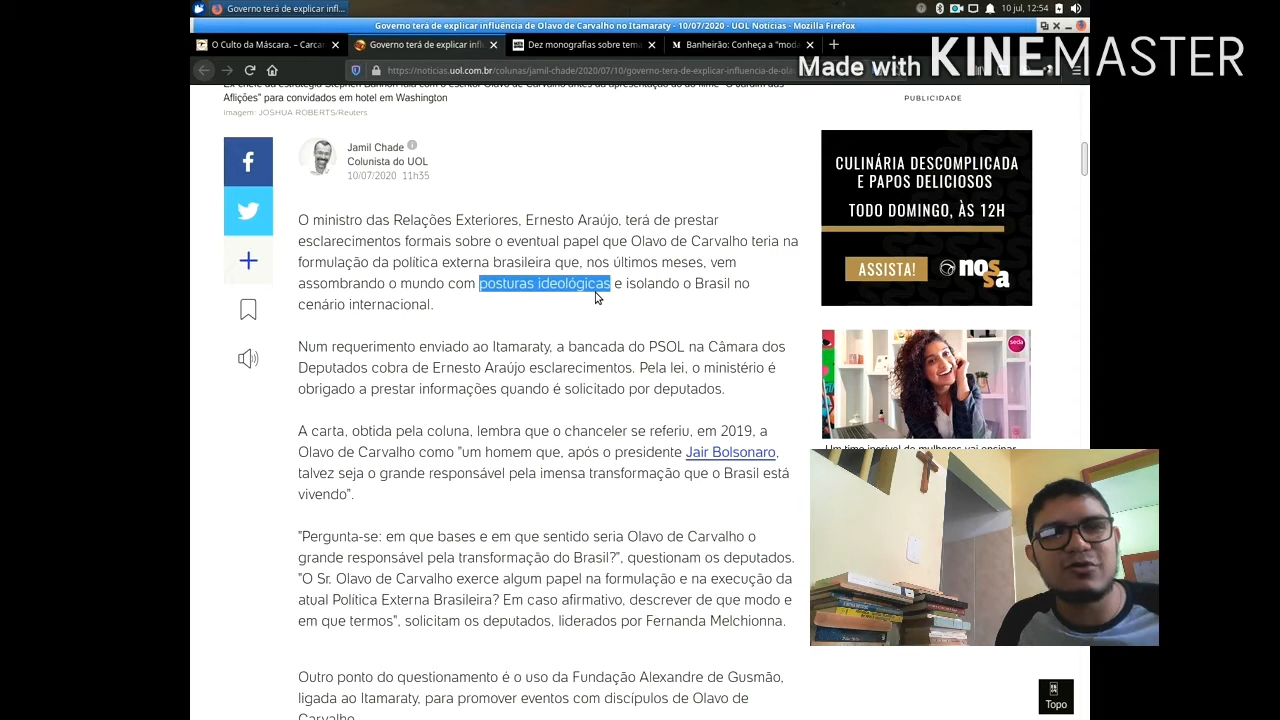 Governo terá de explicar infl...
10 jul, 12:54
Governo terá de explicar influência de Olavo de Carvalho no Itamaraty - 10/07/2020 - UOL Notícias - Mozilla Firefox
O Culto da Máscara. – Carcar
Governo terá de explicar infl
Dez monografias sobre tema
Banheirão: Conheça a "moda
Made with KINEMASTER
https://noticias.uol.com.br/colunas/jamil-chade/2020/07/10/governo-tera-de-explicar-influencia-de-ola
Ex-chefe da estratégia Stephen Bannon fala com o escritor Olavo de Carvalho antes da apresentação do do filme "O Jardim das
Aflições" para convidados em hotel em Washington
Imagem: JOSHUA ROBERTS/Reuters
PUBLICIDADE
Jamil Chade
Colunista do UOL
10/07/2020 11h35
O ministro das Relações Exteriores, Ernesto Araújo, terá de prestar
esclarecimentos formais sobre o eventual papel que Olavo de Carvalho teria na
formulação da política externa brasileira que, nos últimos meses, vem
assombrando o mundo com posturas ideológicas e isolando o Brasil no
cenário internacional.
Num requerimento enviado ao Itamaraty, a bancada do PSOL na Câmara dos
Deputados cobra de Ernesto Araújo esclarecimentos. Pela lei, o ministério é
obrigado a prestar informações quando é solicitado por deputados.
A carta, obtida pela coluna, lembra que o chanceler se referiu, em 2019, a
Olavo de Carvalho como "um homem que, após o presidente Jair Bolsonaro,
talvez seja o grande responsável pela imensa transformação que o Brasil está
vivendo".
"Pergunta-se: em que bases e em que sentido seria Olavo de Carvalho o
grande responsável pela transformação do Brasil?", questionam os deputados.
"O Sr. Olavo de Carvalho exerce algum papel na formulação e na execução da
atual Política Externa Brasileira? Em caso afirmativo, descrever de que modo e
em que termos", solicitam os deputados, liderados por Fernanda Melchionna.
Outro ponto do questionamento é o uso da Fundação Alexandre de Gusmão,
ligada ao Itamaraty, para promover eventos com discípulos de Olavo de
Carvalho
CULINÁRIA DESCOMPLICADA
E PAPOS DELICIOSOS
TODO DOMINGO, ÀS 12H
ASSISTA!
nossa
seda
Um time incrível de mulheres vai ensinar
Topo